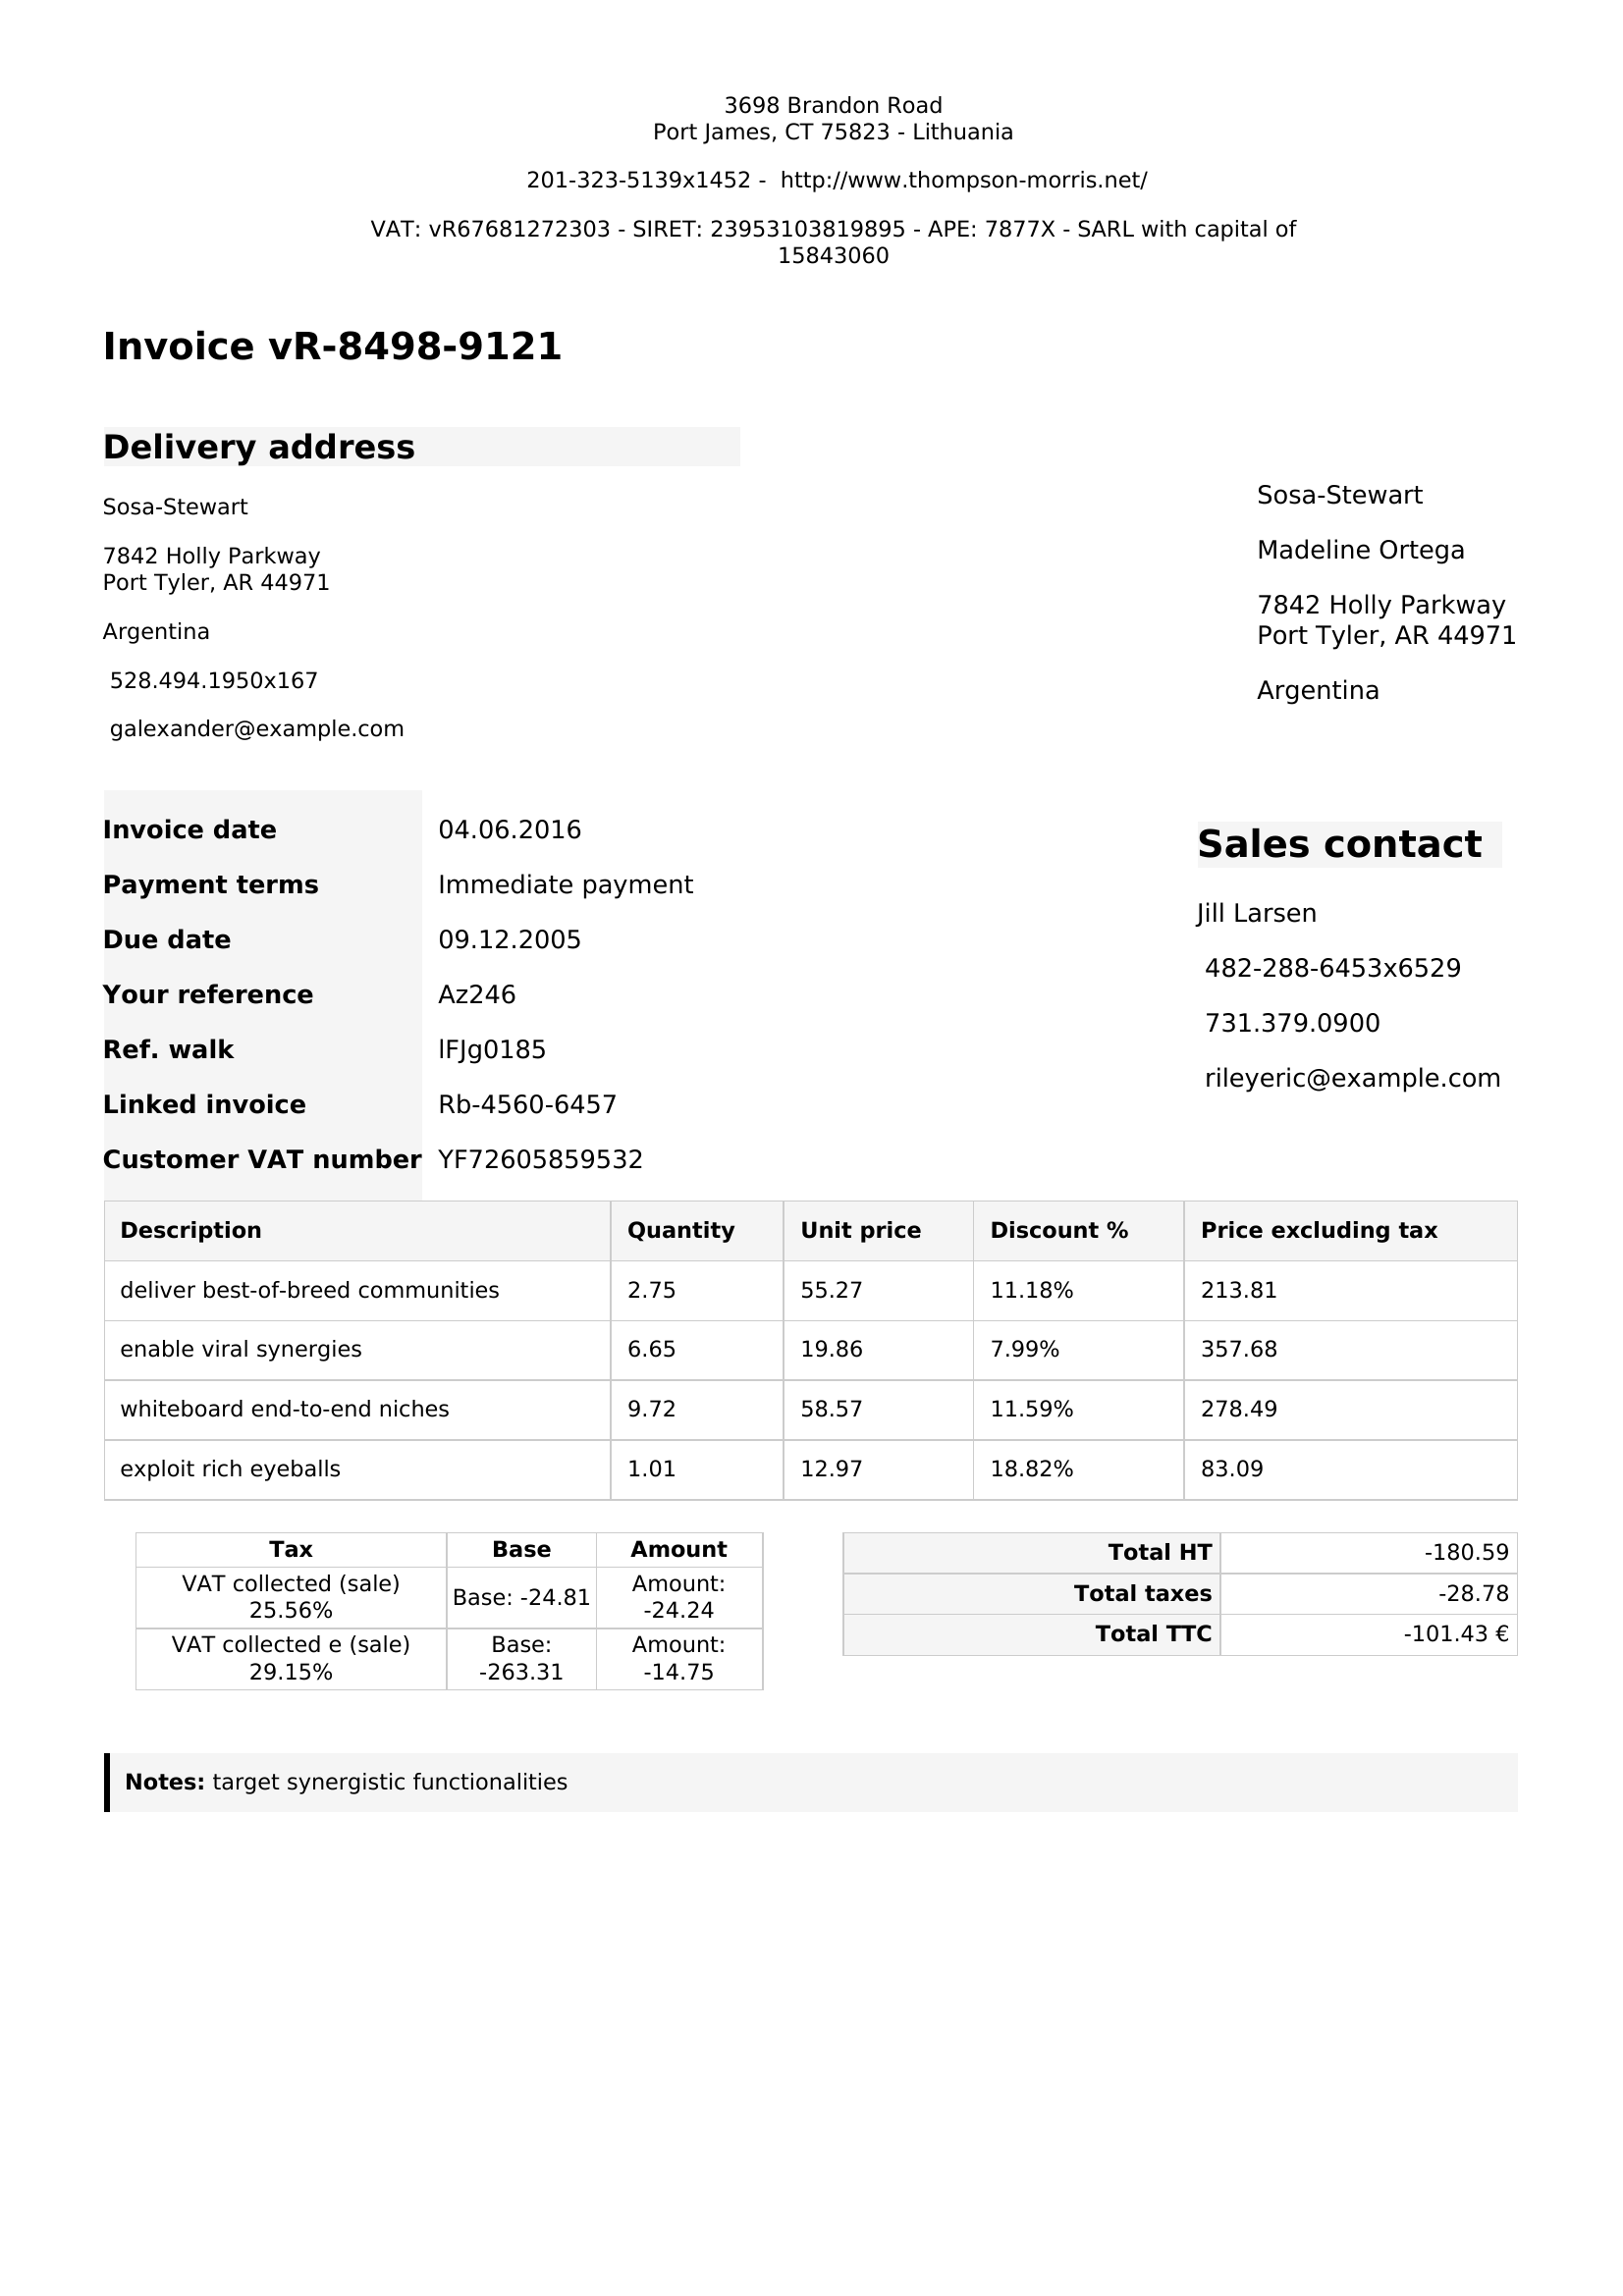 3698 Brandon Road
Port James, CT 75823 - Lithuania
201-323-5139x1452 -  http://www.thompson-morris.net/
VAT: vR67681272303 - SIRET: 23953103819895 - APE: 7877X - SARL with capital of
15843060
Invoice vR-8498-9121
Delivery address
Sosa-Stewart
7842 Holly Parkway
Port Tyler, AR 44971
Argentina
528.494.1950x167
galexander@example.com
Sosa-Stewart
Madeline Ortega
7842 Holly Parkway
Port Tyler, AR 44971
Argentina
Invoice date 04.06.2016
Payment terms Immediate payment
Due date 09.12.2005
Your reference Az246
Ref. walk lFJg0185
Linked invoice Rb-4560-6457
Customer VAT number YF72605859532
Sales contact
Jill Larsen
482-288-6453x6529
731.379.0900
rileyeric@example.com
Description Quantity Unit price Discount % Price excluding tax
deliver best-of-breed communities 2.75 55.27 11.18% 213.81
enable viral synergies 6.65 19.86 7.99% 357.68
whiteboard end-to-end niches 9.72 58.57 11.59% 278.49
exploit rich eyeballs 1.01 12.97 18.82% 83.09
Tax Base Amount
VAT collected (sale)
25.56%
Base: -24.81
Amount:
-24.24
VAT collected e (sale)
29.15%
Base:
-263.31
Amount:
-14.75
Total HT -180.59
Total taxes -28.78
Total TTC -101.43 €
Notes: target synergistic functionalities